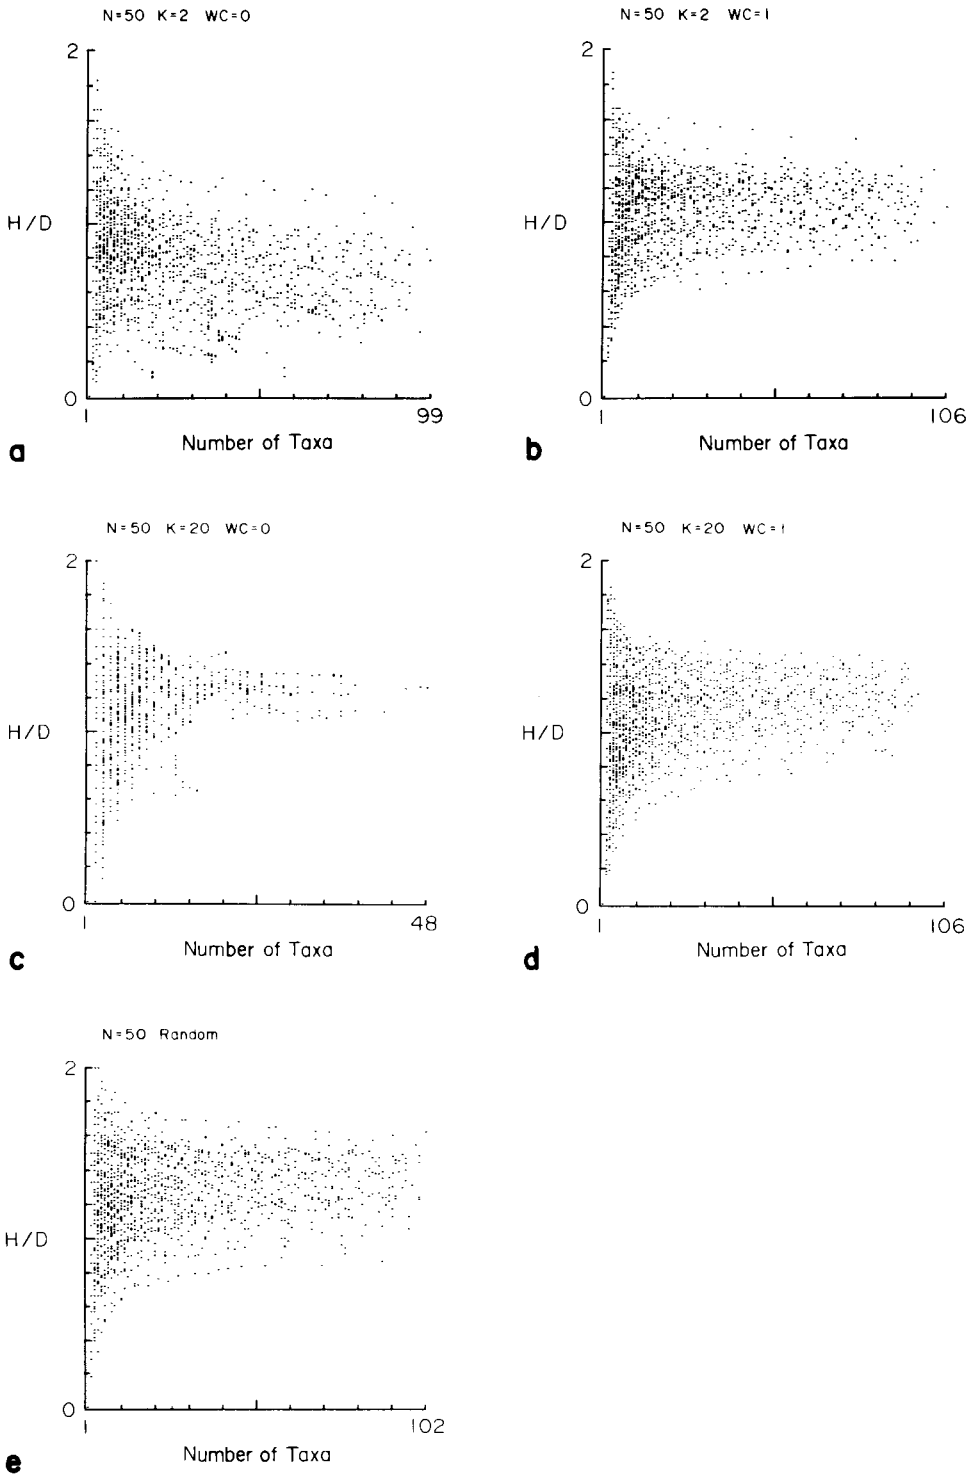 N=50 K=2 WC=0
2
H/D
0
1
99
Number of Taxa
a
N=50 K=2 WC=1
2
H/D
0
1
106
Number of Taxa
b
N=50 K=20 WC=0
2
H/D
0
1
48
Number of Taxa
c
N=50 K=20 WC=1
2
H/D
0
1
106
Number of Taxa
d
N=50 Random
2
H/D
0
1
102
Number of Taxa
e